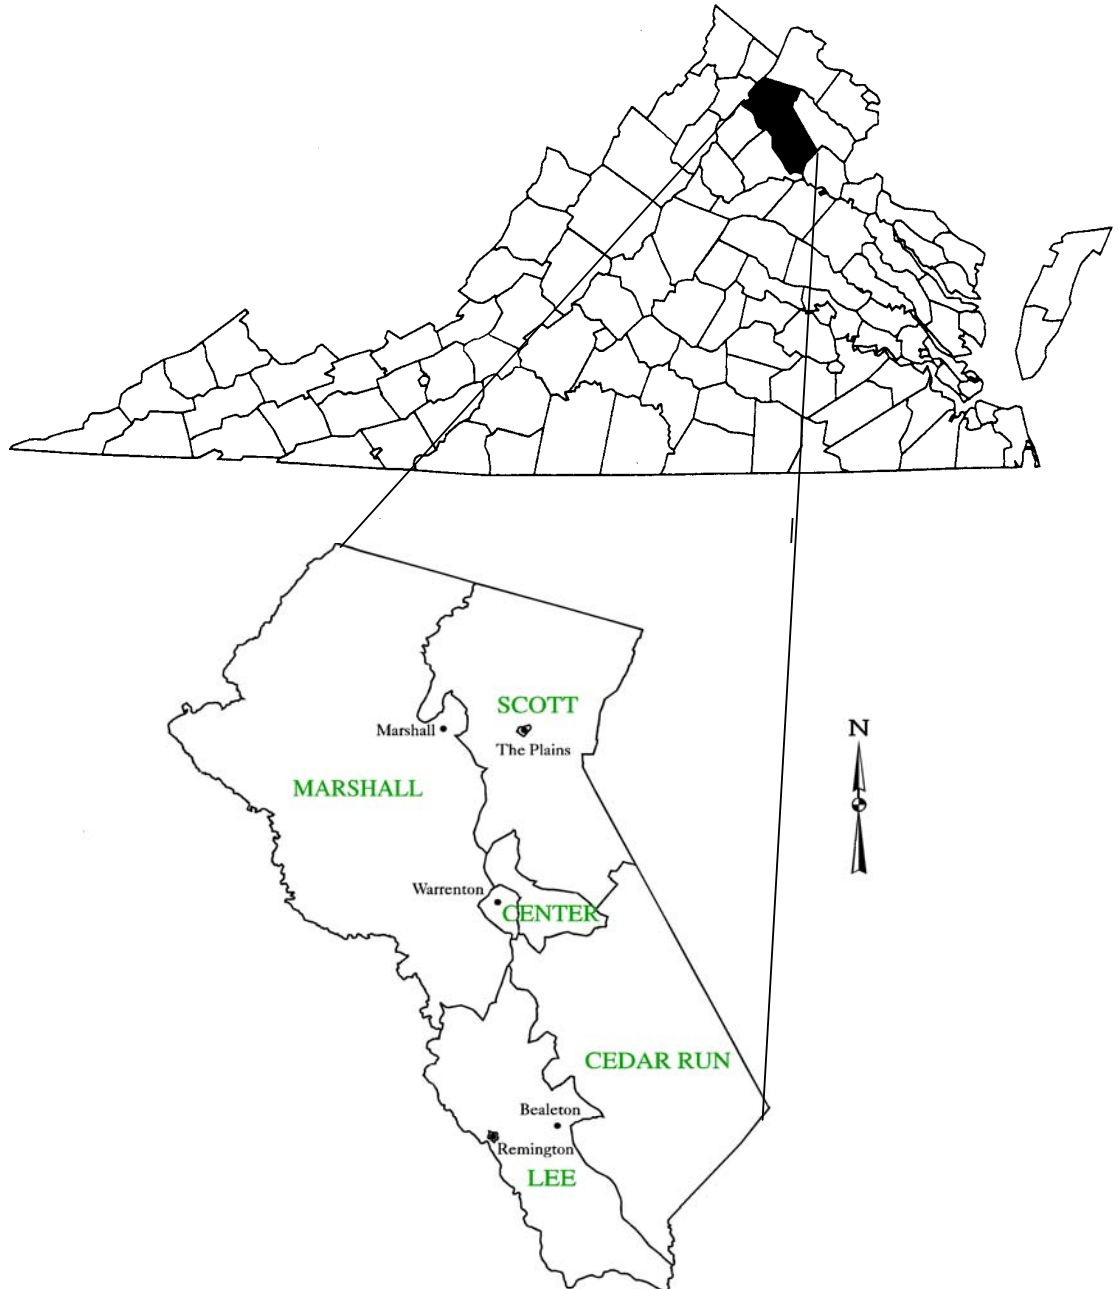 SCOTT
N
Marshall
The Plains
MARSHALL
Warrenton
CENTER
CEDAR RUN
Bealeton
Remington
LEE